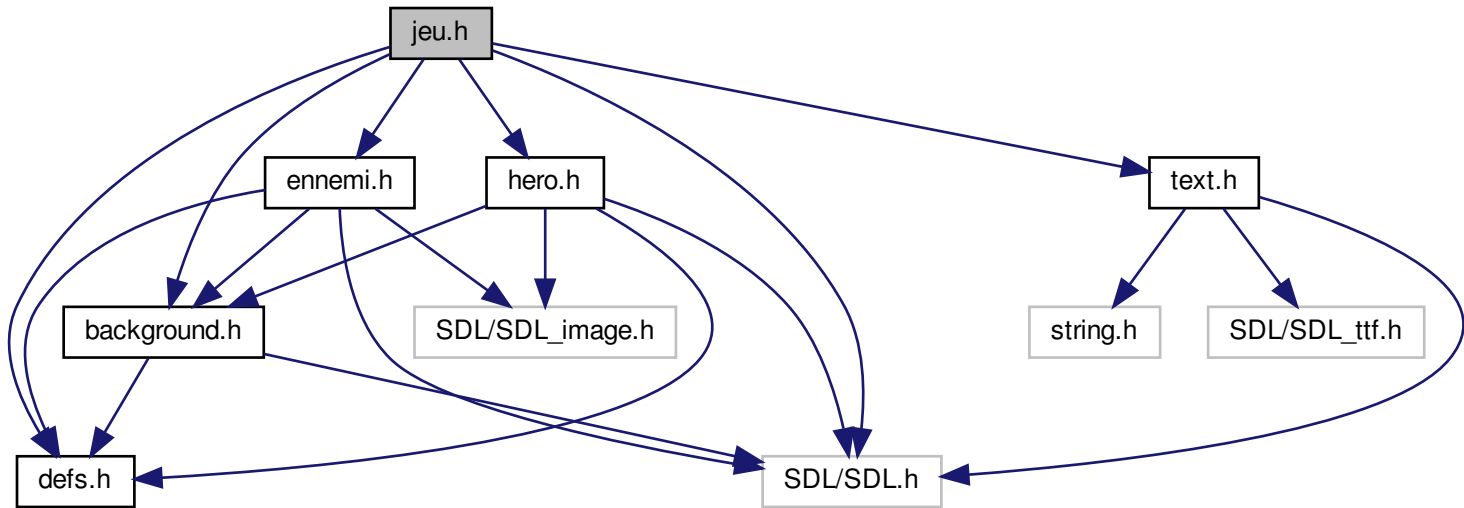 jeu.h
ennemi.h
hero.h
text.h
background.h
SDL/SDL_image.h
string.h
SDL/SDL_ttf.h
defs.h
SDL/SDL.h